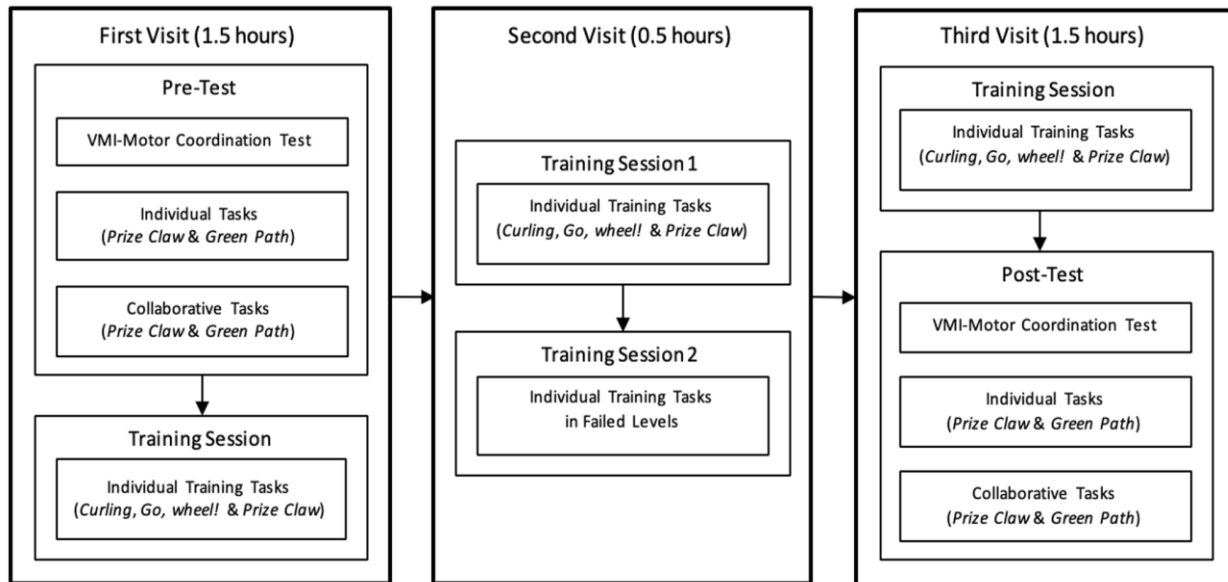 First Visit (1.5 hours)
Pre-Test
VMI-Motor Coordination Test
Individual Tasks
(Prize Claw & Green Path)
Collaborative Tasks
(Prize Claw & Green Path)
Training Session
Individual Training Tasks
(Curling, Go, wheel! & Prize Claw)
Second Visit (0.5 hours)
Training Session 1
Individual Training Tasks
(Curling, Go, wheel! & Prize Claw)
Training Session 2
Individual Training Tasks
in Failed Levels
Third Visit (1.5 hours)
Training Session
Individual Training Tasks
(Curling, Go, wheel! & Prize Claw)
Post-Test
VMI-Motor Coordination Test
Individual Tasks
(Prize Claw & Green Path)
Collaborative Tasks
(Prize Claw & Green Path)